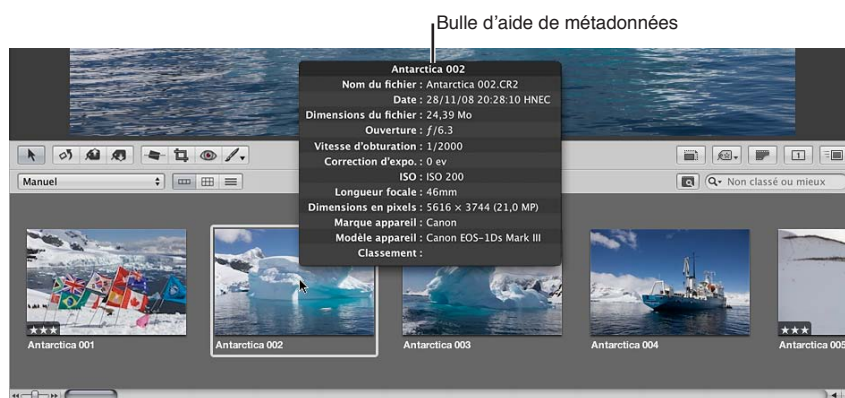 Bulle d'aide de métadonnées
Antarctica 002
Nom du fichier : Antarctica 002.CR2
Date : 28/11/08 20:28:10 HNEC
Dimensions du fichier : 24,39 Mo
Ouverture : ƒ/6.3
Vitesse d'obturation : 1/2000
Correction d'expo. : 0 ev
ISO : ISO 200
Longueur focale : 46mm
Dimensions en pixels : 5616 × 3744 (21,0 MP)
Marque appareil : Canon
Modèle appareil : Canon EOS-1Ds Mark III
Classement :
Manuel
Non classé ou mieux
Antarctica 001
Antarctica 002
Antarctica 003
Antarctica 004
Antarctica 005